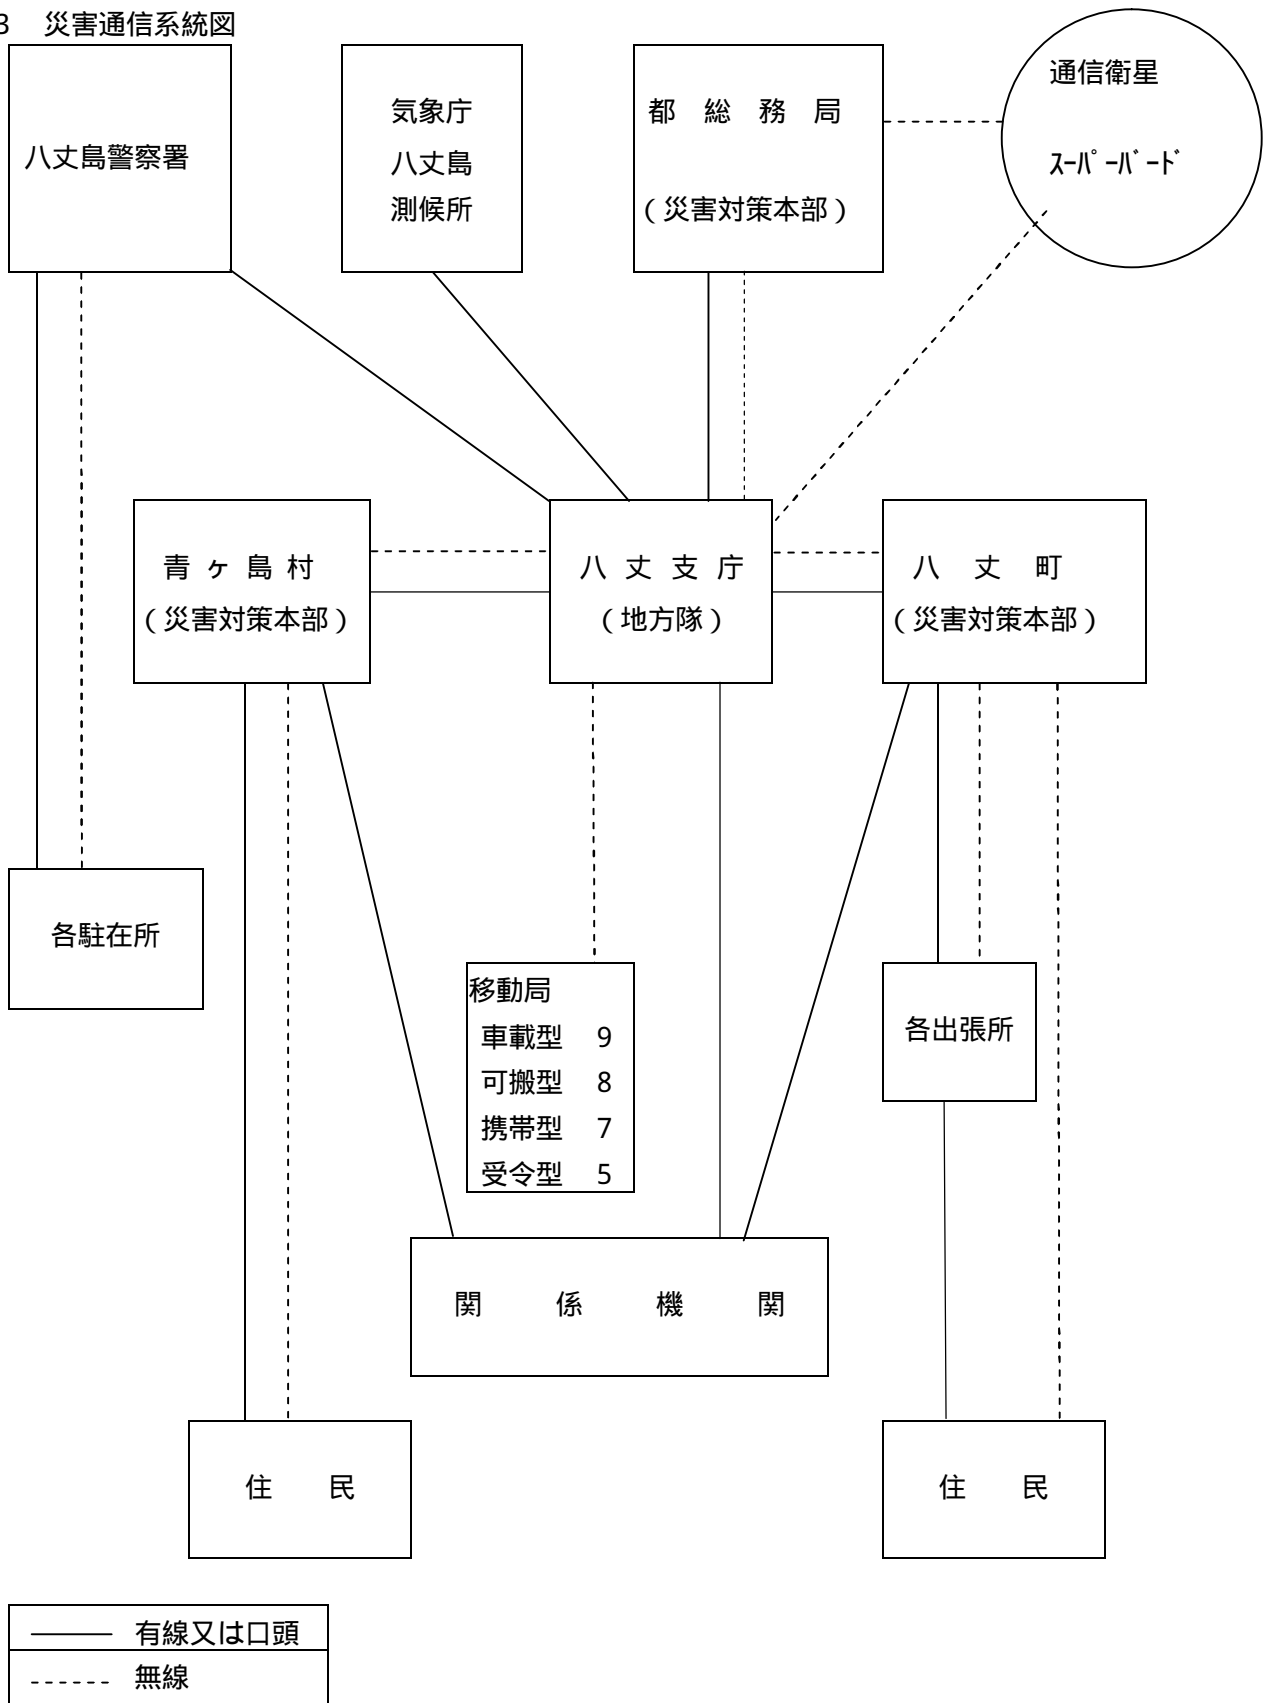 3 災害通信系統図
八丈島警察署
気象庁
八丈島
測候所
都総務局
(災害対策本部)
通信衛星
ｽｰﾊﾟｰﾊﾞｰﾄﾞ
青ヶ島村
(災害対策本部)
八丈支庁
(地方隊)
八丈町
(災害対策本部)
各駐在所
移動局
車載型 9
可搬型 8
携帯型 7
受令型 5
各出張所
関係機関
住民
住民
有線又は口頭
無線